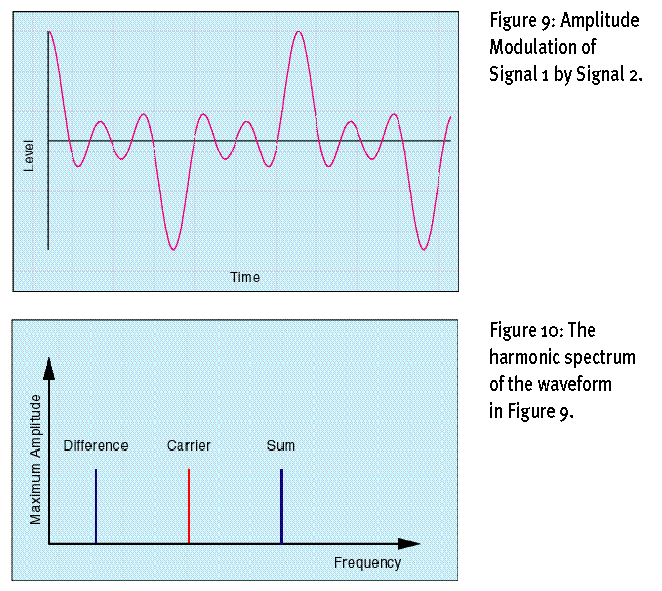 Figure 9: Amplitude
Modulation of
Signal 1 by Signal 2.
Level
Time
Figure 10: The
harmonic spectrum
of the waveform
in Figure 9.
Maximum Amplitude
Difference
Carrier
Sum
Frequency